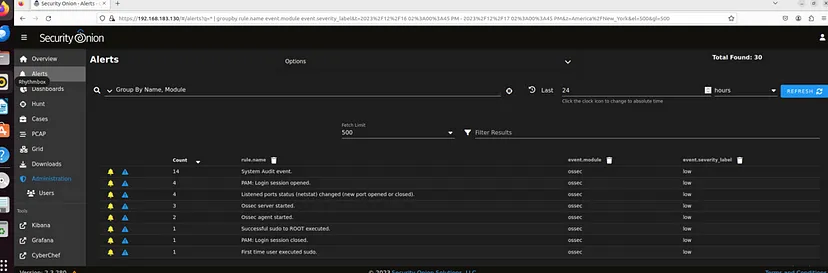 Security Onion - Alerts
https://192.168.183.130/#/alerts?q=* | groupby rule.name event.module event.severity_label&t=2023%2F12%2F16 02%3A00%3A45 PM - 2023%2F12%2F17 02%3A00%3A45 PM&z=America%2FNew_York&el=500&gl=500
Security Onion
Overview
Alerts
Rhythmbox
Dashboards
Hunt
Cases
PCAP
Grid
Downloads
Administration
Users
Tools
Kibana
Grafana
CyberChef
Alerts
Options
Total Found: 30
Group By Name, Module
Last
24
hours
REFRESH
Click the clock icon to change to absolute time
Fetch Limit
500
Filter Results
Count rule.name event.module event.severity_label
14 System Audit event. ossec low
4 PAM: Login session opened. ossec low
4 Listened ports status (netstat) changed (new port opened or closed). ossec low
3 Ossec server started. ossec low
2 Ossec agent started. ossec low
1 Successful sudo to ROOT executed. ossec low
1 PAM: Login session closed. ossec low
1 First time user executed sudo. ossec low
Version: 2.3.280
© 2023 Security Onion Solutions, LLC
Terms and Conditions